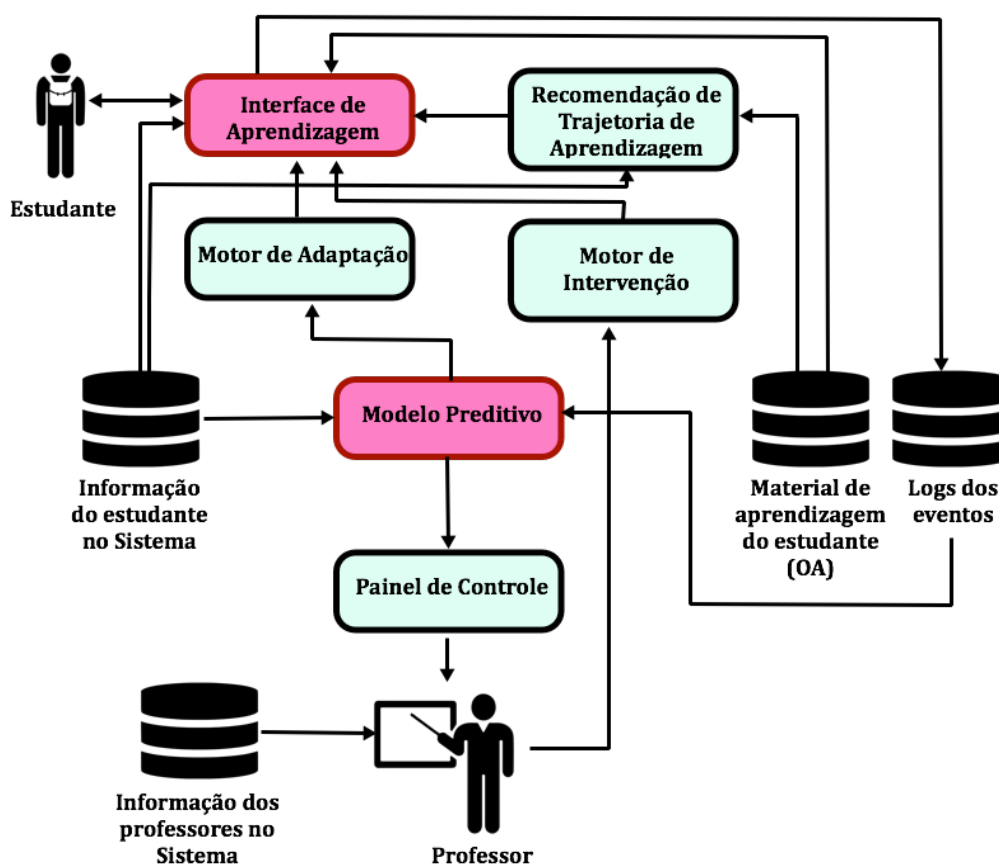 Interface de
Aprendizagem
Recomendação de
Trajetoria de
Aprendizagem
Estudante
Motor de Adaptação
Motor de
Intervenção
Modelo Preditivo
Informação
do estudante
no Sistema
Material de
aprendizagem
do estudante
(OA)
Logs dos
eventos
Painel de Controle
Informação dos
professores no
Sistema
Professor